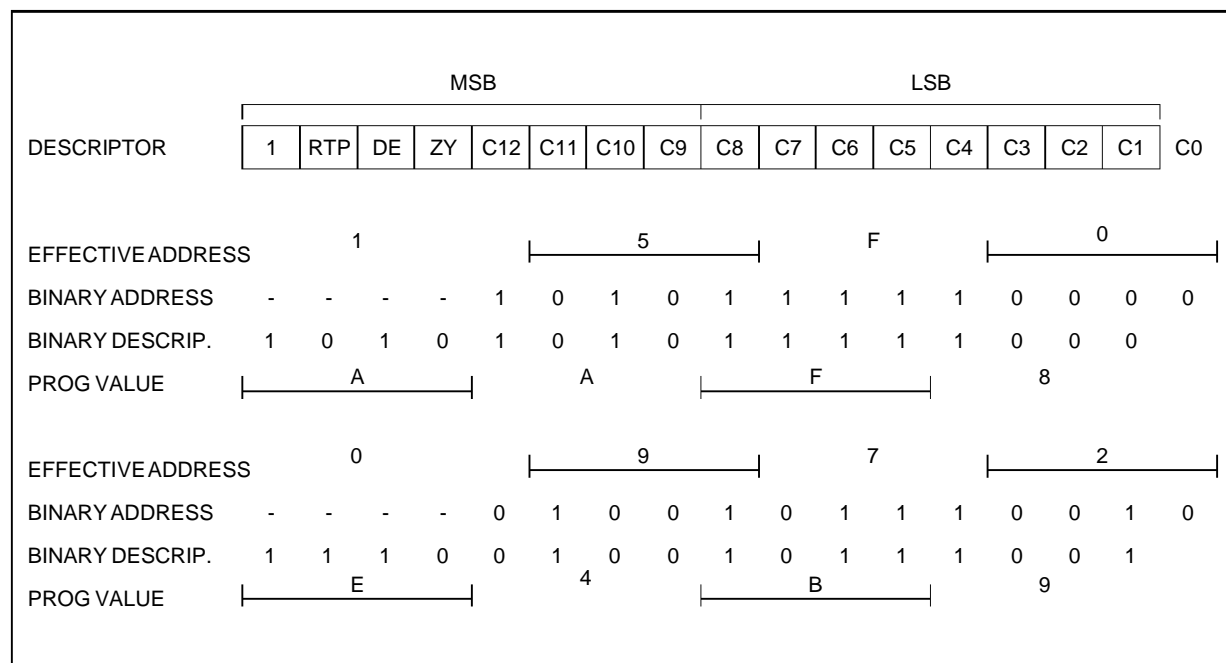 MSB LSB
DESCRIPTOR 1 RTP DE ZY C12 C11 C10 C9 C8 C7 C6 C5 C4 C3 C2 C1 C0
EFFECTIVE ADDRESS 1 5 F 0
BINARY ADDRESS - - - - 1 0 1 0 1 1 1 1 1 0 0 0 0
BINARY DESCRIP. 1 0 1 0 1 0 1 0 1 1 1 1 1 0 0 0
PROG VALUE A A F 8
EFFECTIVE ADDRESS 0 9 7 2
BINARY ADDRESS - - - - 0 1 0 0 1 0 1 1 1 0 0 1 0
BINARY DESCRIP. 1 1 1 0 0 1 0 0 1 0 1 1 1 0 0 1
PROG VALUE E 4 B 9